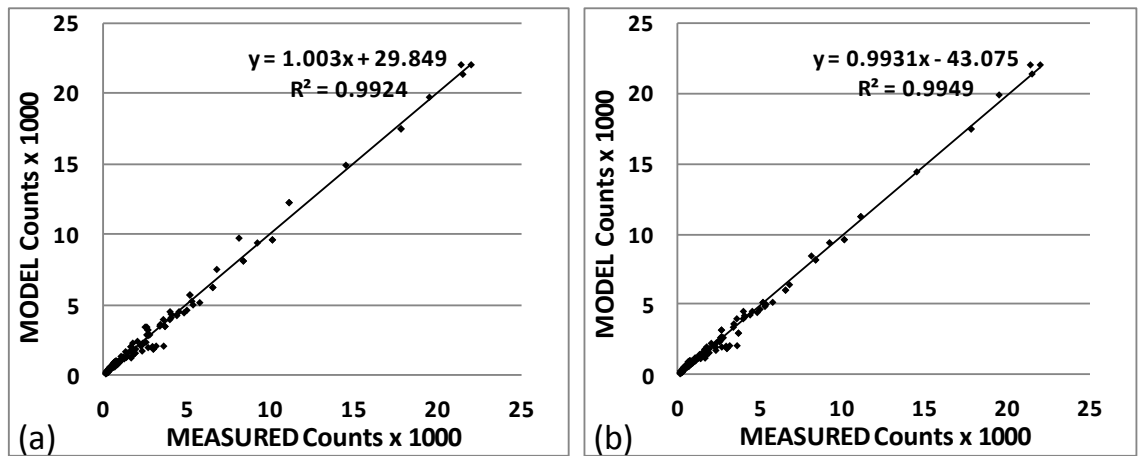 25
20
15
10
5
0
MODEL Counts x 1000
y = 1.003x + 29.849
R² = 0.9924
0 5 10 15 20 25
MEASURED Counts x 1000
(a)
25
20
15
10
5
0
MODEL Counts x 1000
y = 0.9931x - 43.075
R² = 0.9949
0 5 10 15 20 25
MEASURED Counts x 1000
(b)